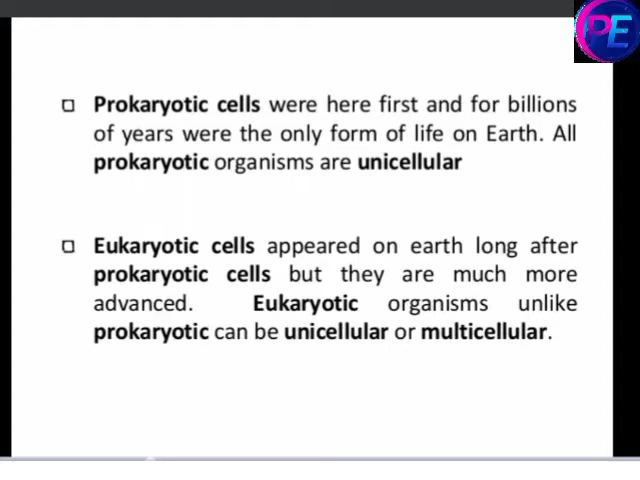 PE
Prokaryotic cells were here first and for billions
of years were the only form of life on Earth. All
prokaryotic organisms are unicellular
Eukaryotic cells appeared on earth long after
prokaryotic cells but they are much more
advanced. Eukaryotic organisms unlike
prokaryotic can be unicellular or multicellular.